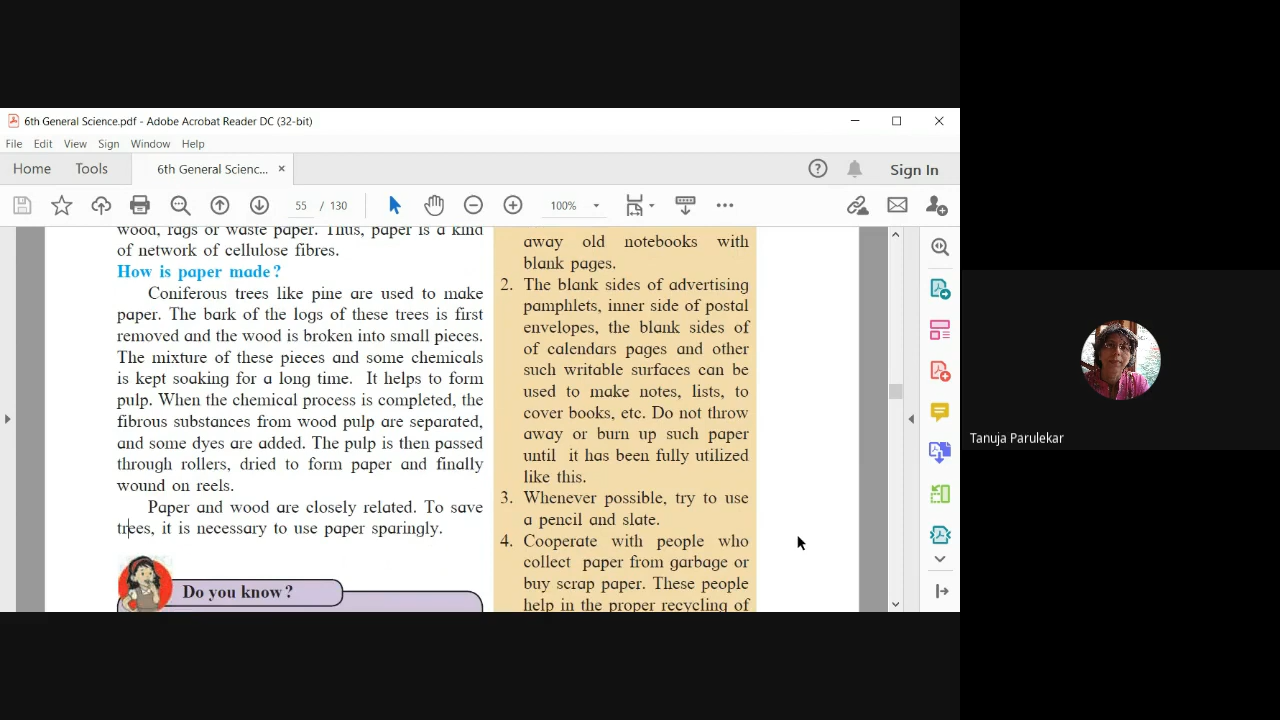 6th General Science.pdf - Adobe Acrobat Reader DC (32-bit)
File Edit View Sign Window Help
Home Tools 6th General Scienc... ×
Sign In
55 / 130 100%
wood, rags or waste paper. Thus, paper is a kind
of network of cellulose fibres.
How is paper made?
Coniferous trees like pine are used to make
paper. The bark of the logs of these trees is first
removed and the wood is broken into small pieces.
The mixture of these pieces and some chemicals
is kept soaking for a long time. It helps to form
pulp. When the chemical process is completed, the
fibrous substances from wood pulp are separated,
and some dyes are added. The pulp is then passed
through rollers, dried to form paper and finally
wound on reels.
Paper and wood are closely related. To save
trees, it is necessary to use paper sparingly.
Do you know?
away old notebooks with
blank pages.
2. The blank sides of advertising
pamphlets, inner side of postal
envelopes, the blank sides of
of calendars pages and other
such writable surfaces can be
used to make notes, lists, to
cover books, etc. Do not throw
away or burn up such paper
until it has been fully utilized
like this.
3. Whenever possible, try to use
a pencil and slate.
4. Cooperate with people who
collect paper from garbage or
buy scrap paper. These people
help in the proper recycling of
Tanuja Parulekar